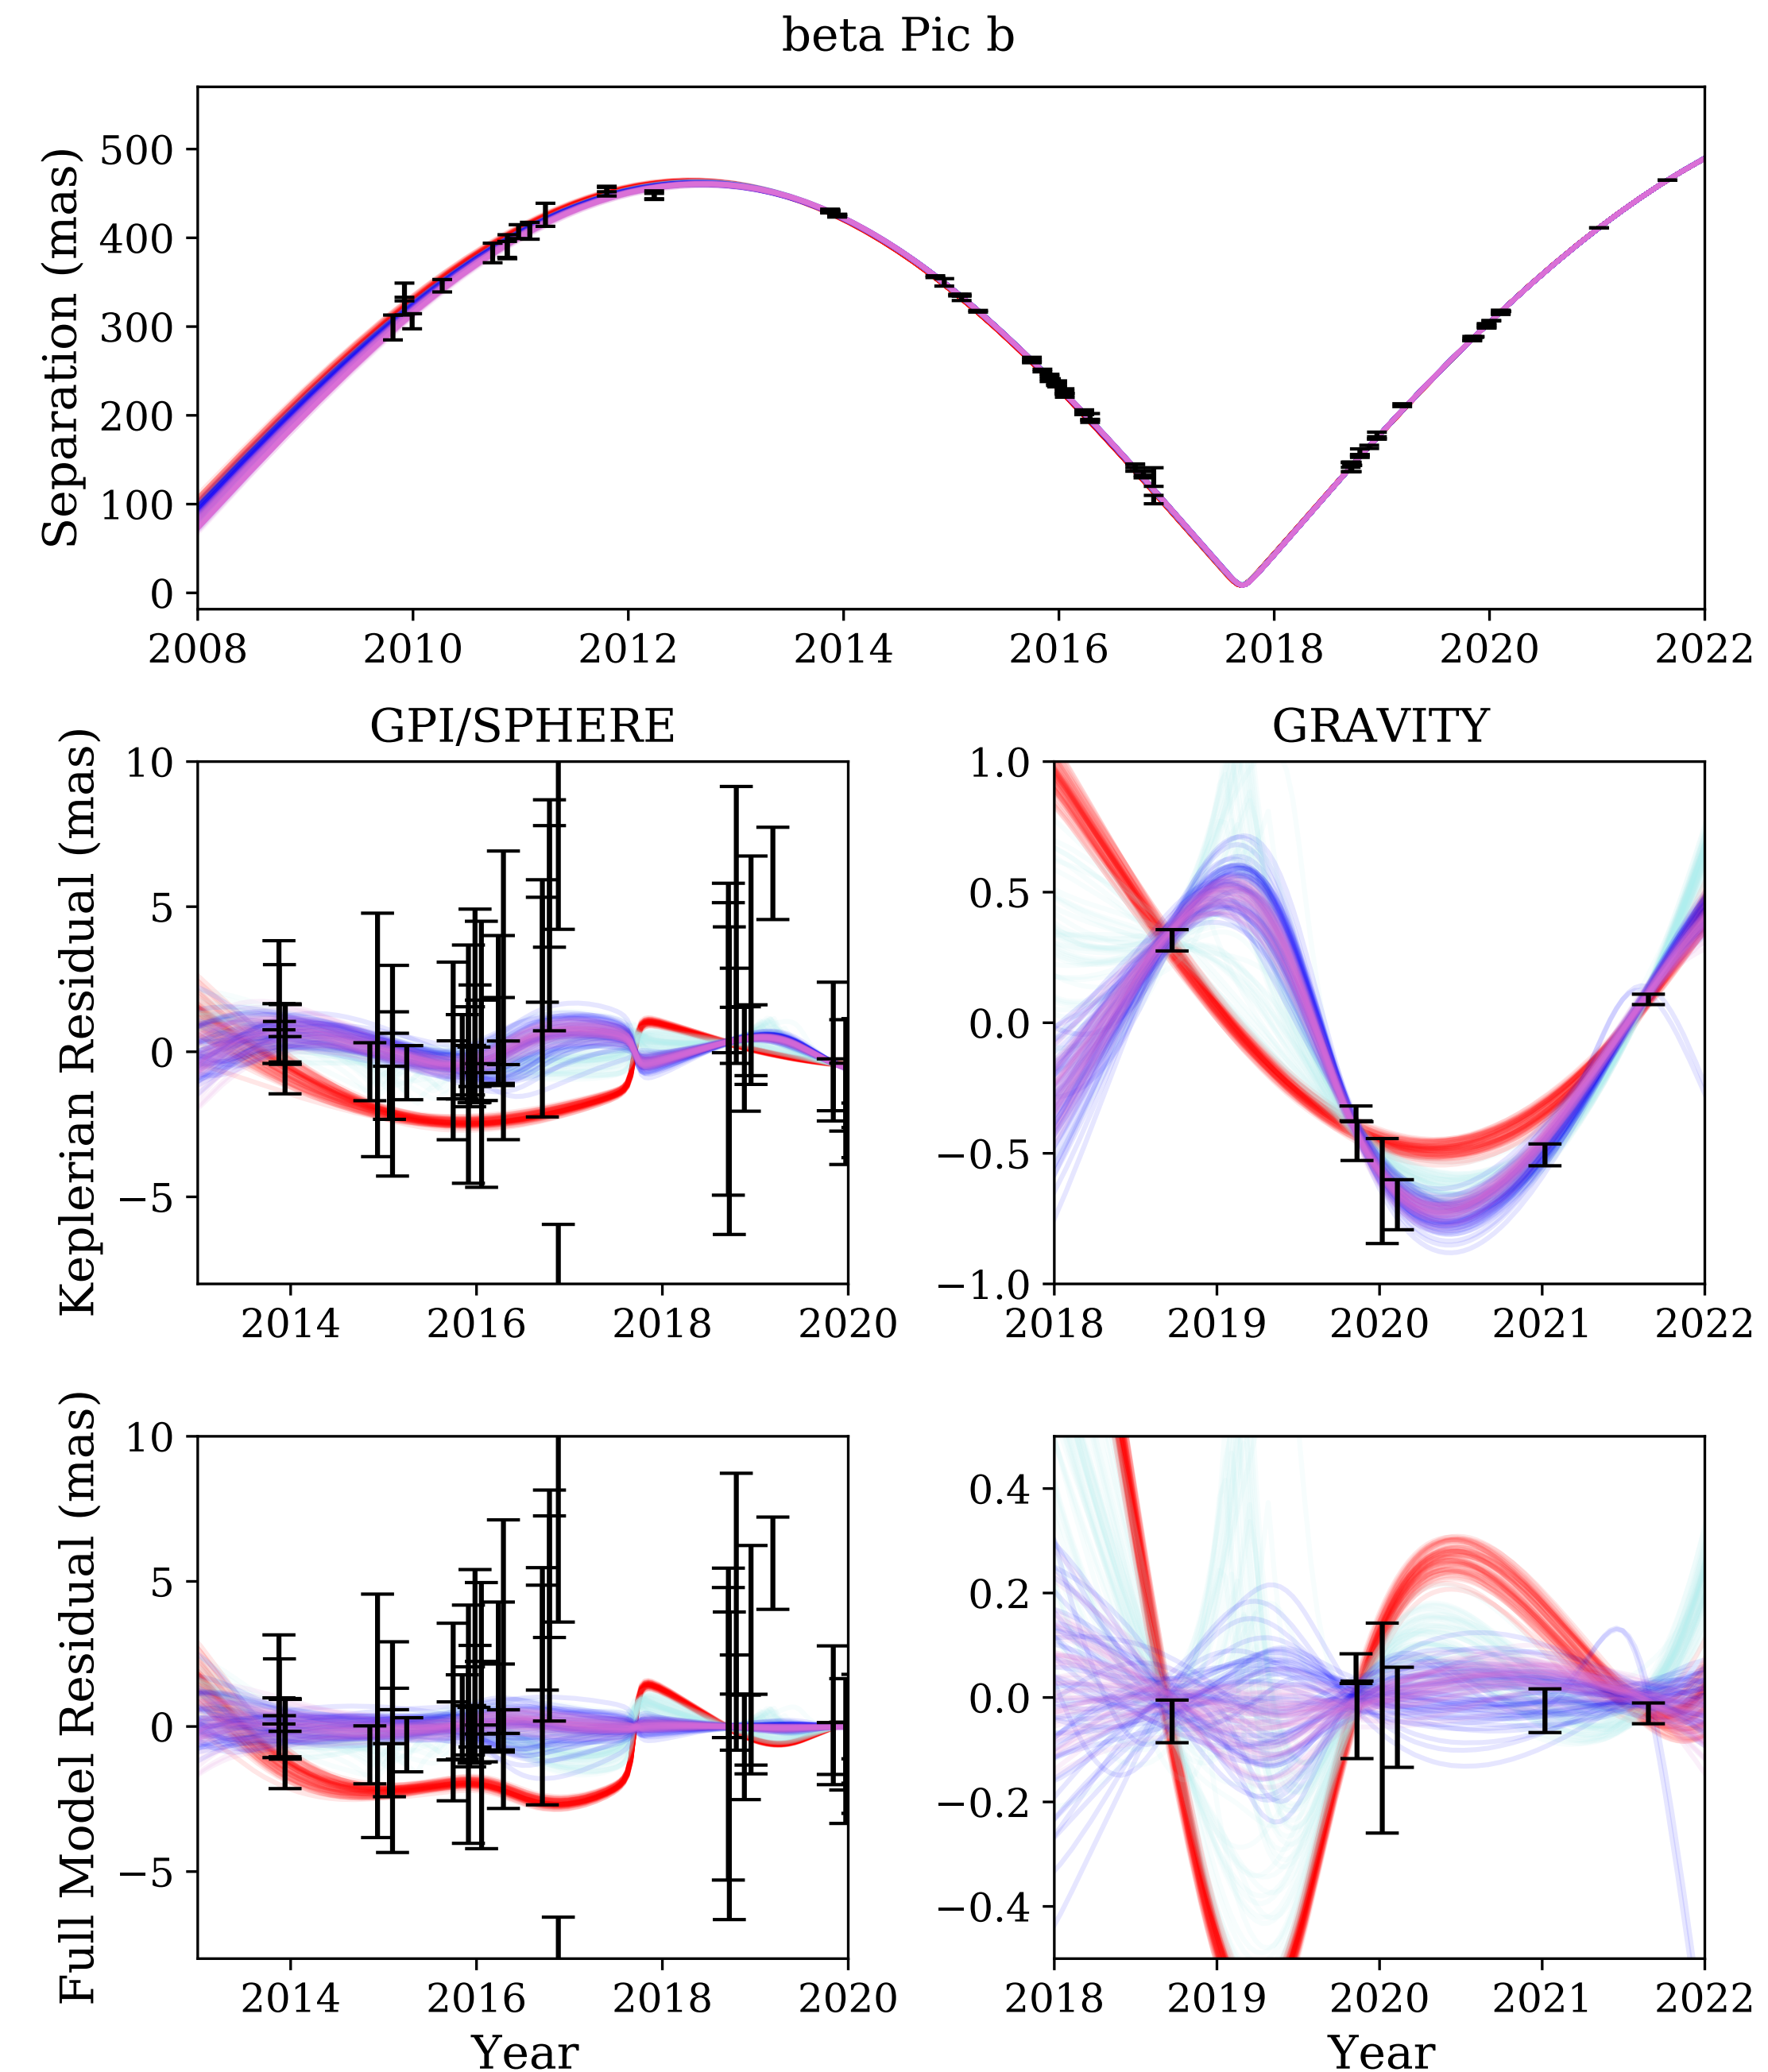 beta Pic b
Separation (mas)
500
400
300
200
100
0
2008 2010 2012 2014 2016 2018 2020 2022
GPI/SPHERE
Keplerian Residual (mas)
10
5
0
−5
2014 2016 2018 2020
GRAVITY
1.0
0.5
0.0
−0.5
−1.0
2018 2019 2020 2021 2022
Full Model Residual (mas)
10
5
0
−5
2014 2016 2018 2020
Year
0.4
0.2
0.0
−0.2
−0.4
2018 2019 2020 2021 2022
Year